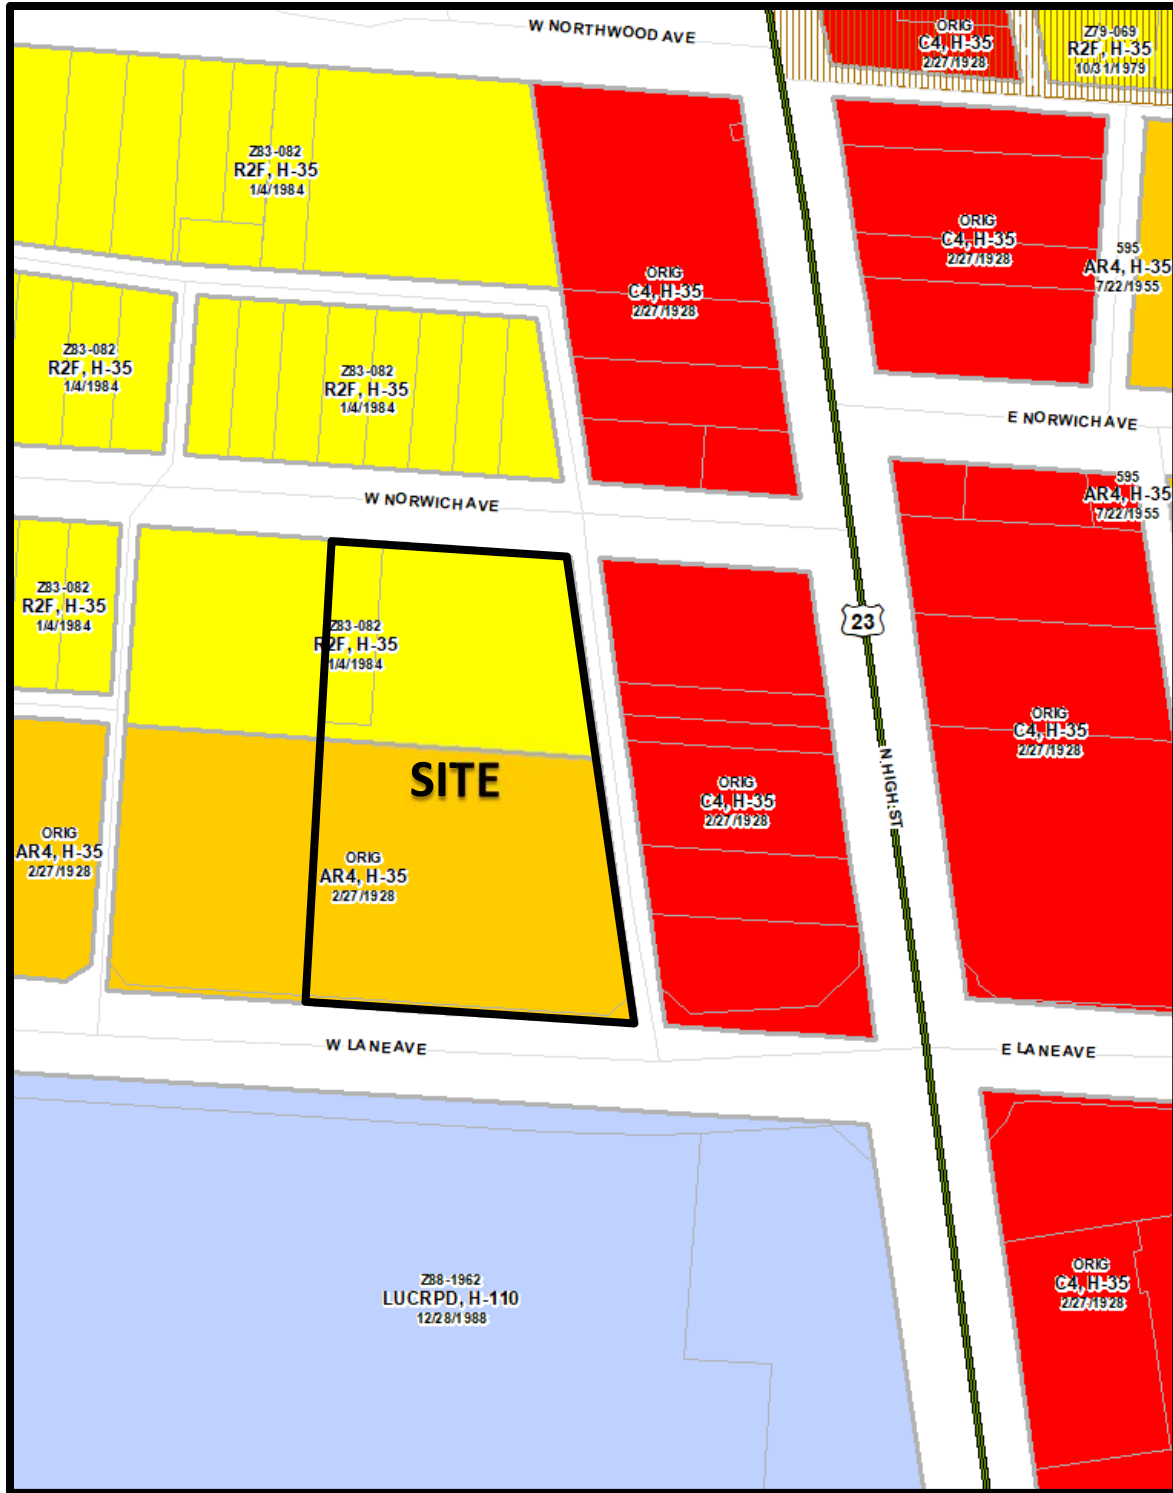 W NORTHWOOD AVE
ORIG
C4, H-35
2/27/1928
Z79-069
R2F, H-35
10/31/1979
Z83-082
R2F, H-35
1/4/1984
ORIG
C4, H-35
2/27/1928
ORIG
C4, H-35
2/27/1928
595
AR4, H-35
7/22/1955
Z83-082
R2F, H-35
1/4/1984
Z83-082
R2F, H-35
1/4/1984
E NORWICH AVE
W NORWICH AVE
595
AR4, H-35
7/22/1955
Z83-082
R2F, H-35
1/4/1984
Z83-082
R2F, H-35
1/4/1984
23
SITE
N HIGH ST
ORIG
C4, H-35
2/27/1928
ORIG
C4, H-35
2/27/1928
ORIG
AR4, H-35
2/27/1928
ORIG
AR4, H-35
2/27/1928
W LANE AVE
E LANE AVE
Z88-1962
LUCRPD, H-110
12/28/1988
ORIG
C4, H-35
2/27/1928